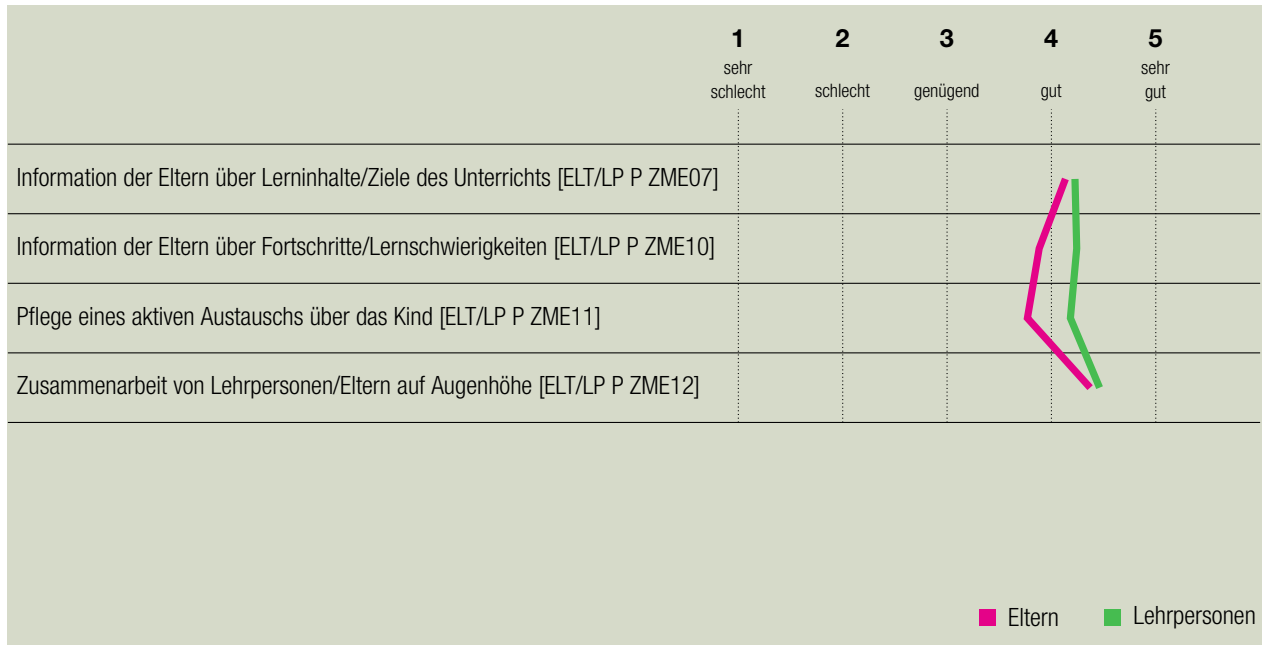 1 2 3 4 5
sehr schlecht schlecht genügend gut sehr gut
Information der Eltern über Lerninhalte/Ziele des Unterrichts [ELT/LP P ZME07]
Information der Eltern über Fortschritte/Lernschwierigkeiten [ELT/LP P ZME10]
Pflege eines aktiven Austauschs über das Kind [ELT/LP P ZME11]
Zusammenarbeit von Lehrpersonen/Eltern auf Augenhöhe [ELT/LP P ZME12]
Eltern Lehrpersonen